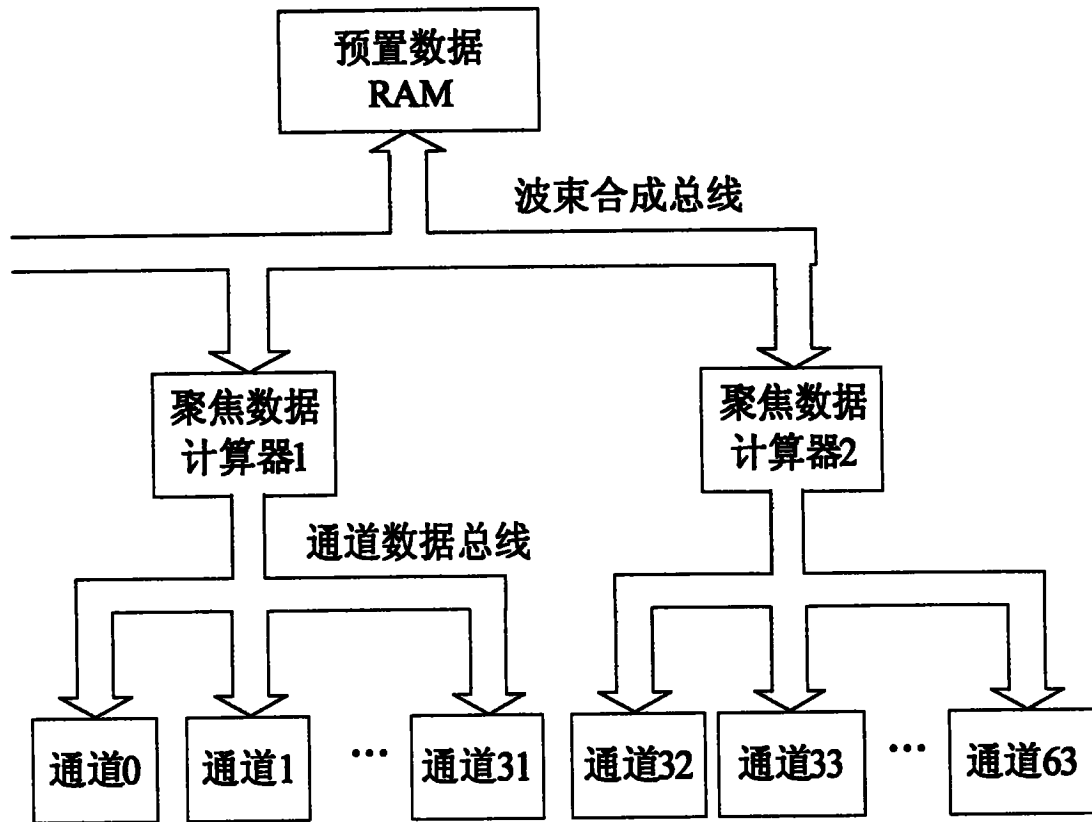 预置数据
RAM
波束合成总线
聚焦数据
计算器1
聚焦数据
计算器2
通道数据总线
通道0
通道1
...
通道31
通道32
通道33
...
通道63